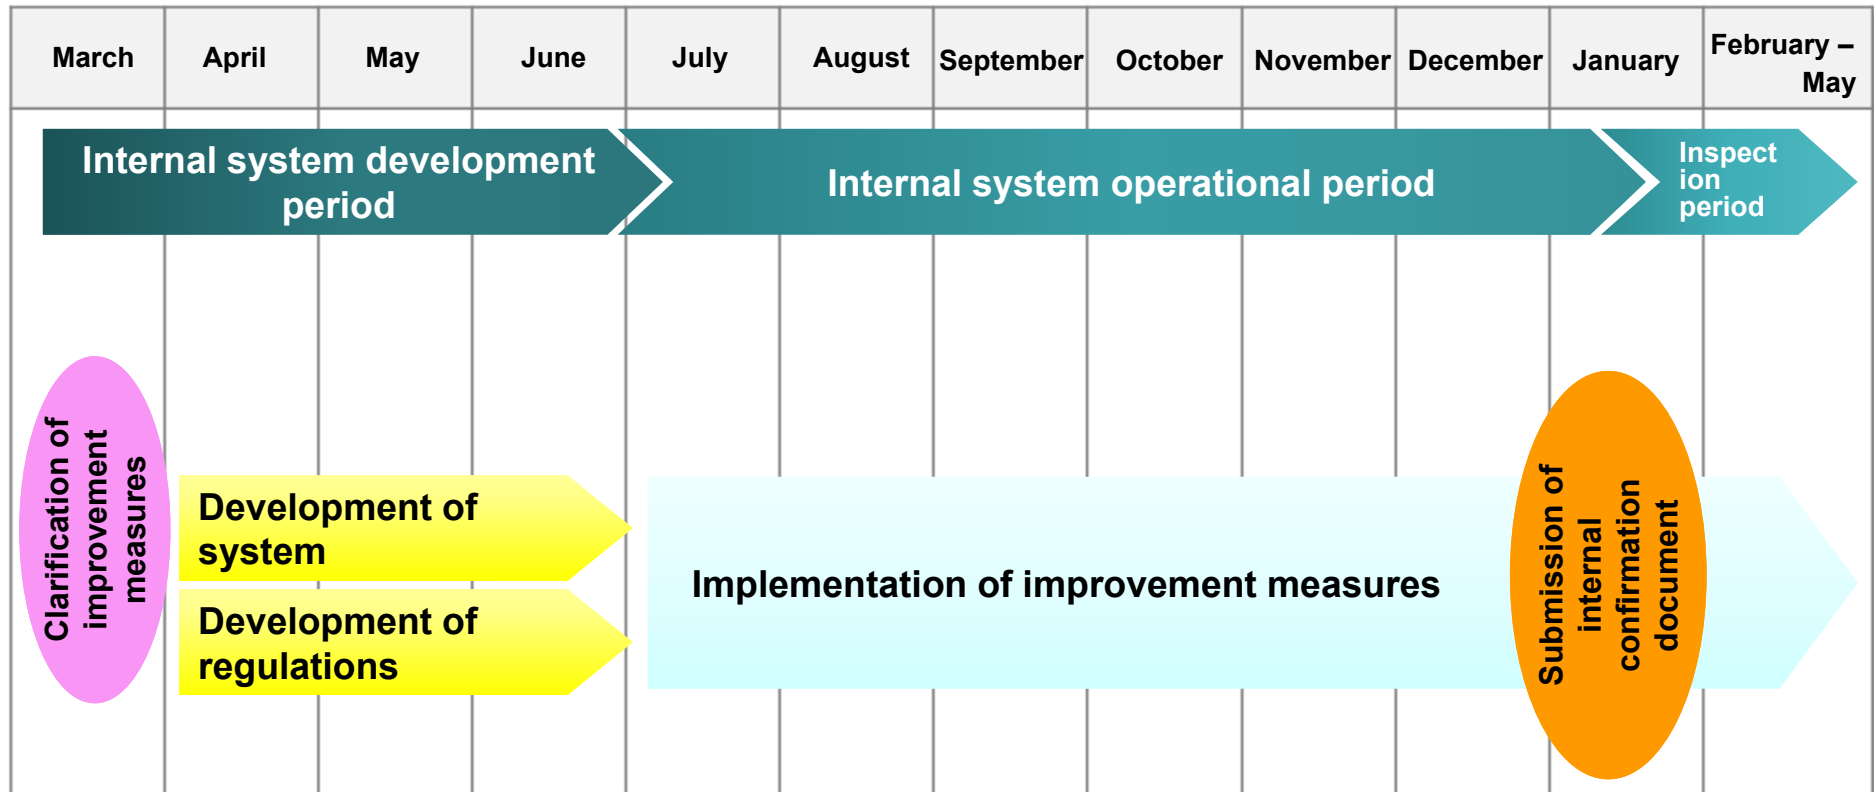 March April May June July August September October November December January February –
May
Internal system development
period
Internal system operational period
Inspect
ion
period
Clarification of
improvement
measures
Development of
system
Development of
regulations
Implementation of improvement measures
Submission of
internal
confirmation
document